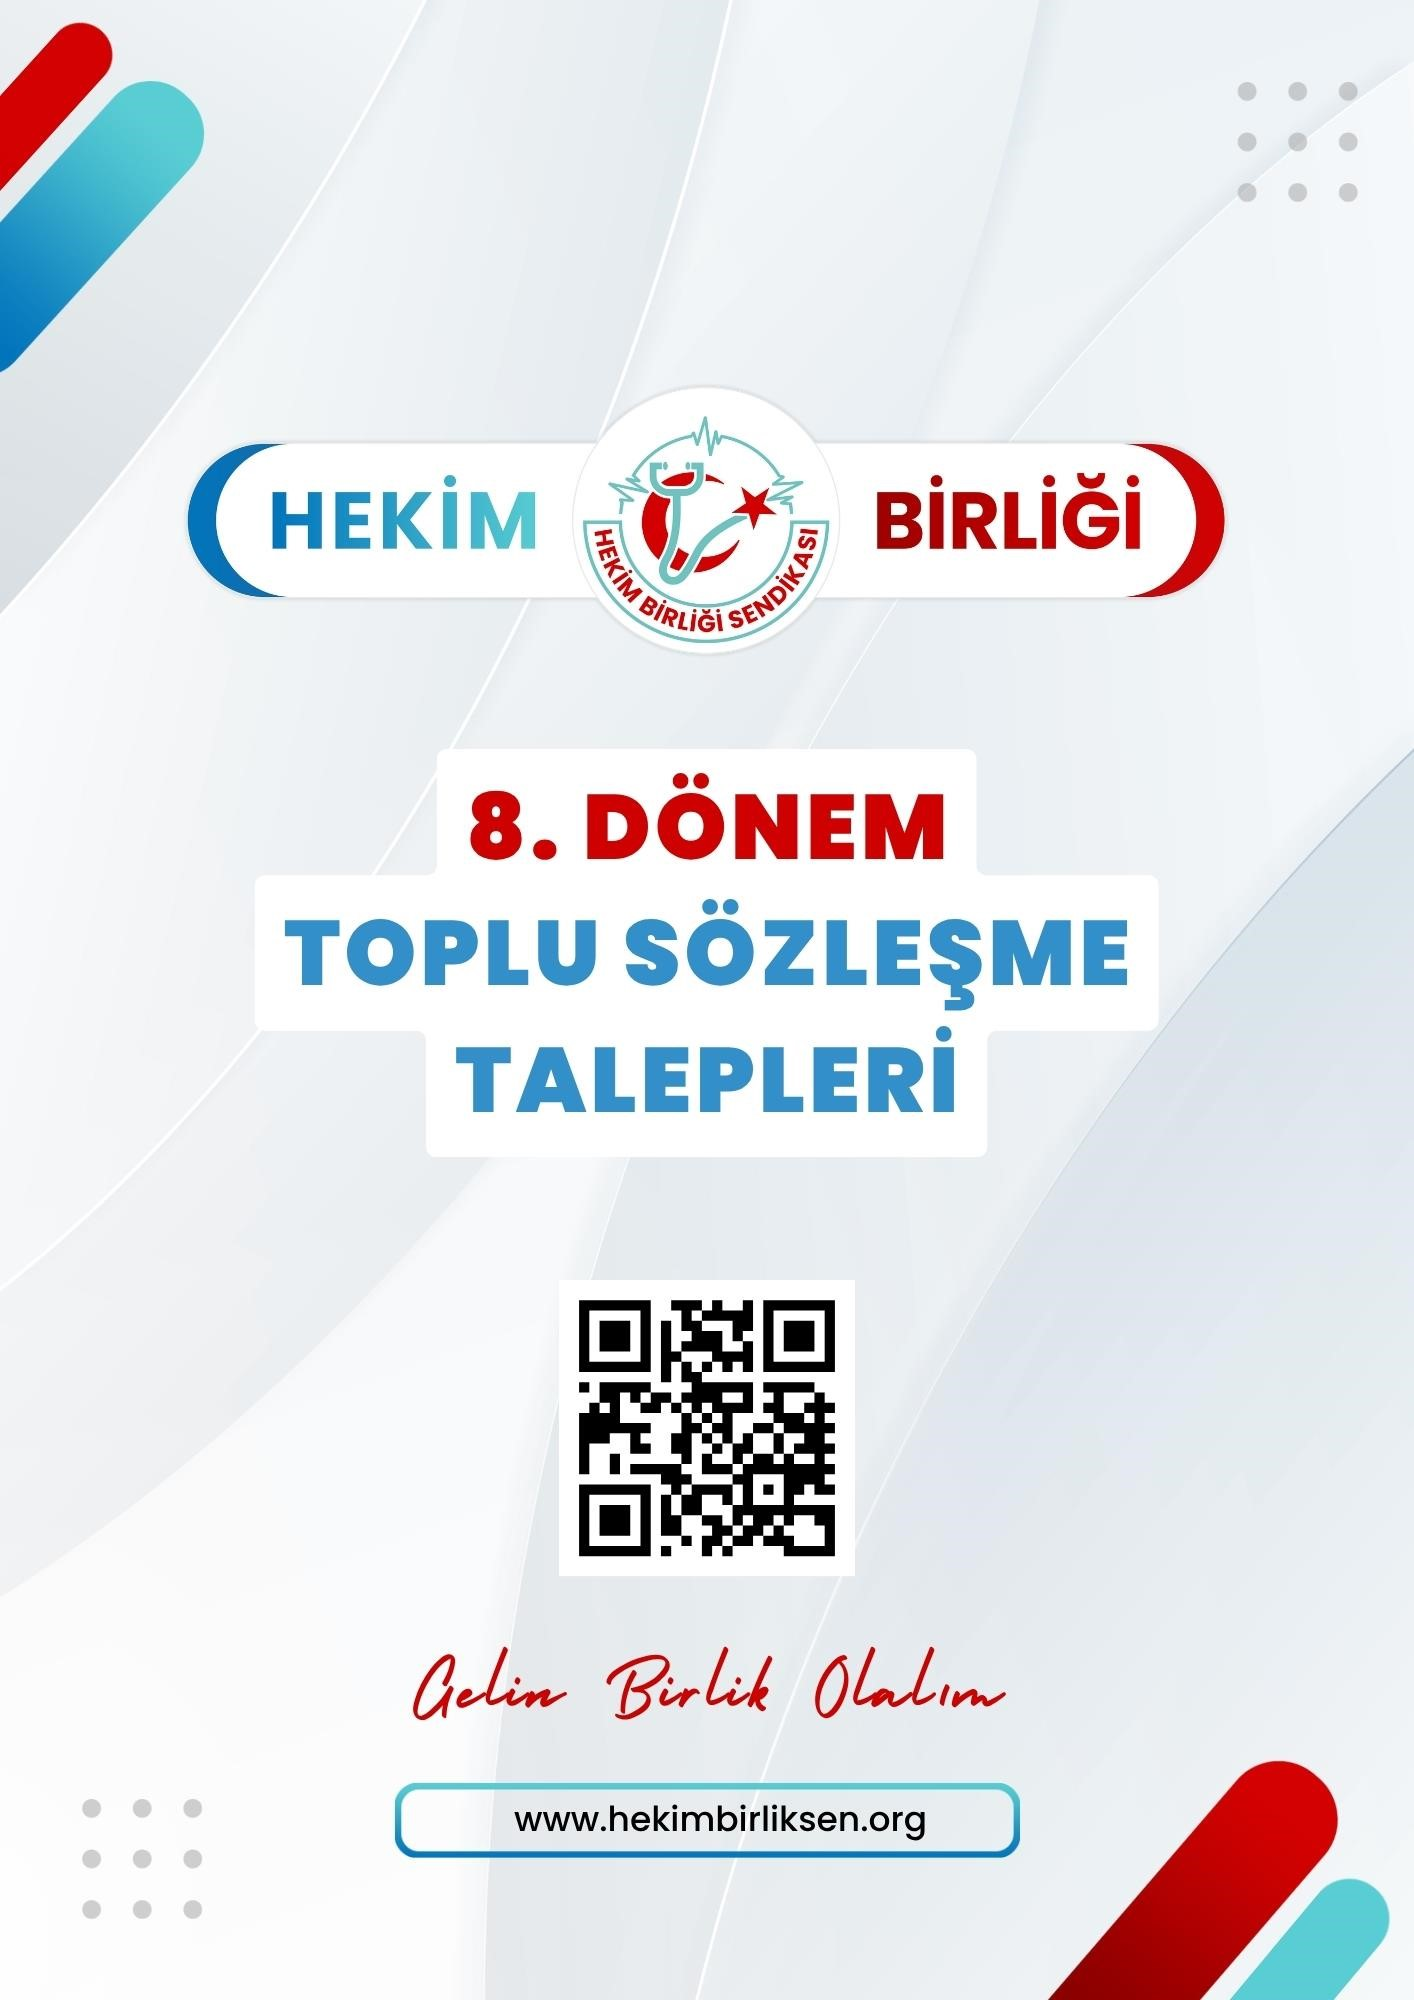 HEKİM
BİRLİĞİ
HEKİM BİRLİĞİ SENDİKASI
8. DÖNEM
TOPLU SÖZLEŞME
TALEPLERİ
Gelin Birlik Olalım
www.hekimbirliksen.org